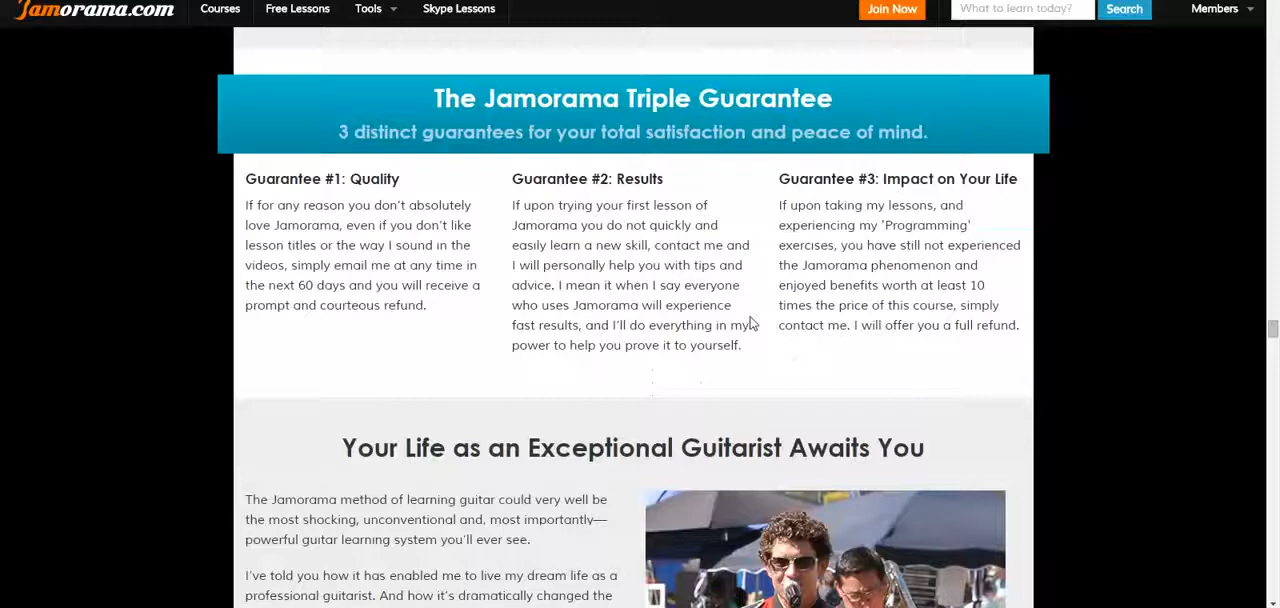 Jamorama.com Courses Free Lessons Tools Skype Lessons Join Now What to learn today? Search Members
The Jamorama Triple Guarantee
3 distinct guarantees for your total satisfaction and peace of mind.
Guarantee #1: Quality
If for any reason you don't absolutely
love Jamorama, even if you don't like
lesson titles or the way I sound in the
videos, simply email me at any time in
the next 60 days and you will receive a
prompt and courteous refund.
Guarantee #2: Results
If upon trying your first lesson of
Jamorama you do not quickly and
easily learn a new skill, contact me and
I will personally help you with tips and
advice. I mean it when I say everyone
who uses Jamorama will experience
fast results, and I'll do everything in my
power to help you prove it to yourself.
Guarantee #3: Impact on Your Life
If upon taking my lessons, and
experiencing my 'Programming'
exercises, you have still not experienced
the Jamorama phenomenon and
enjoyed benefits worth at least 10
times the price of this course, simply
contact me. I will offer you a full refund.
Your Life as an Exceptional Guitarist Awaits You
The Jamorama method of learning guitar could very well be
the most shocking, unconventional and, most importantly—
powerful guitar learning system you'll ever see.
I've told you how it has enabled me to live my dream life as a
professional guitarist. And how it's dramatically changed the